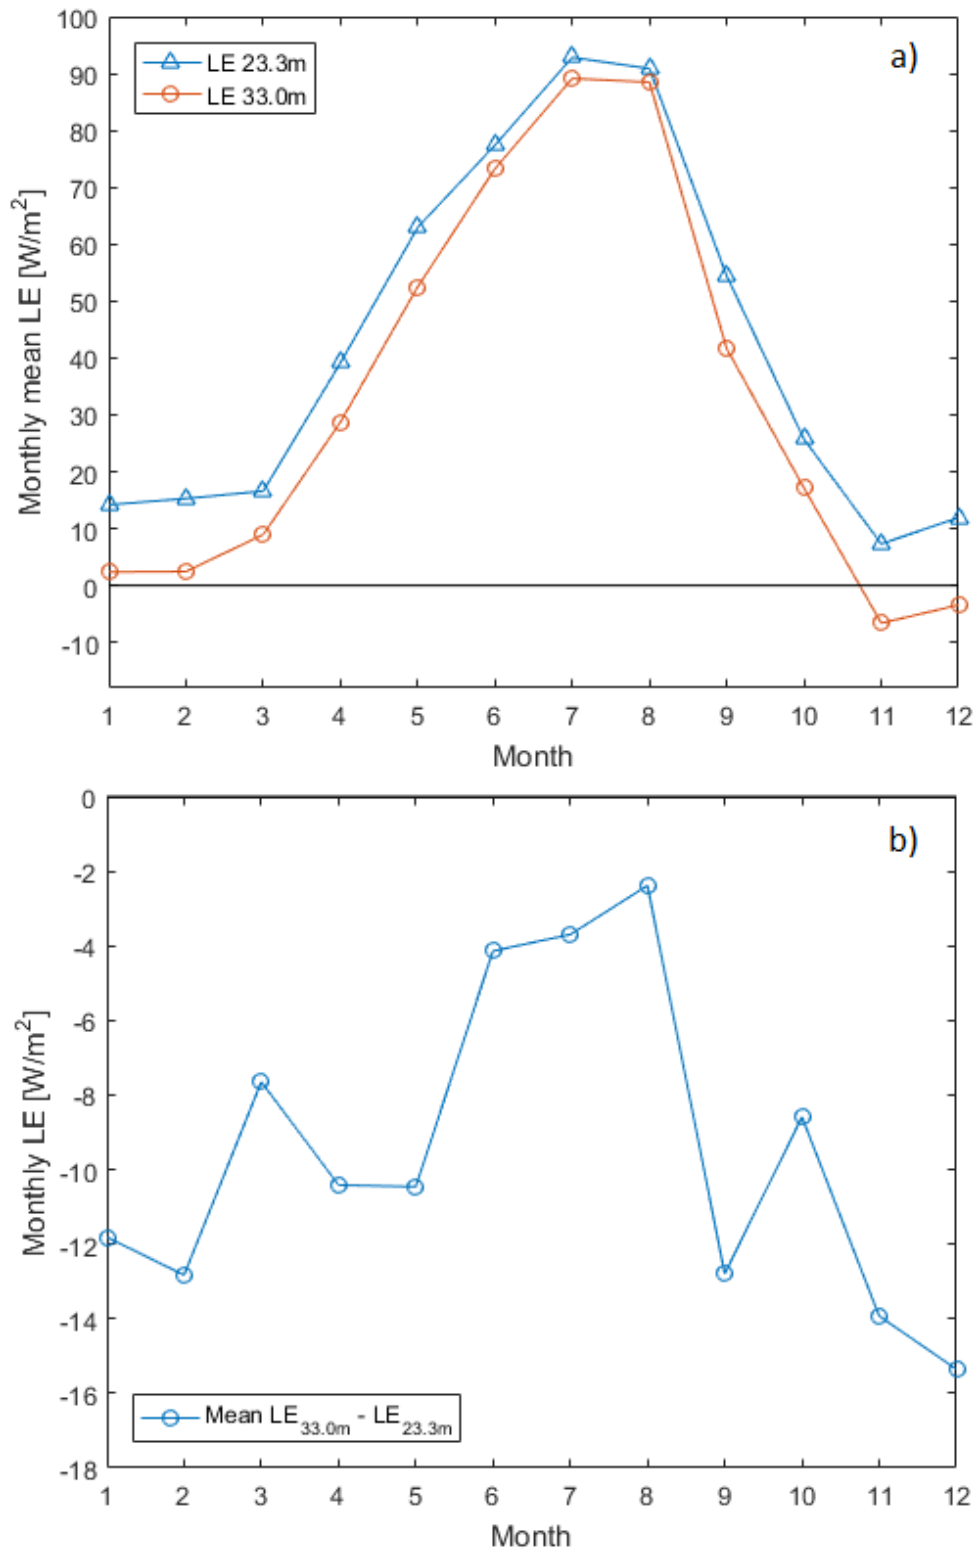 a)
LE 23.3m
LE 33.0m
100
90
80
70
60
50
40
30
20
10
0
-10
Monthly mean LE [W/m²]
1 2 3 4 5 6 7 8 9 10 11 12
Month
b)
0
-2
-4
-6
-8
-10
-12
-14
-16
-18
Monthly LE [W/m²]
Mean LE33.0m - LE23.3m
1 2 3 4 5 6 7 8 9 10 11 12
Month